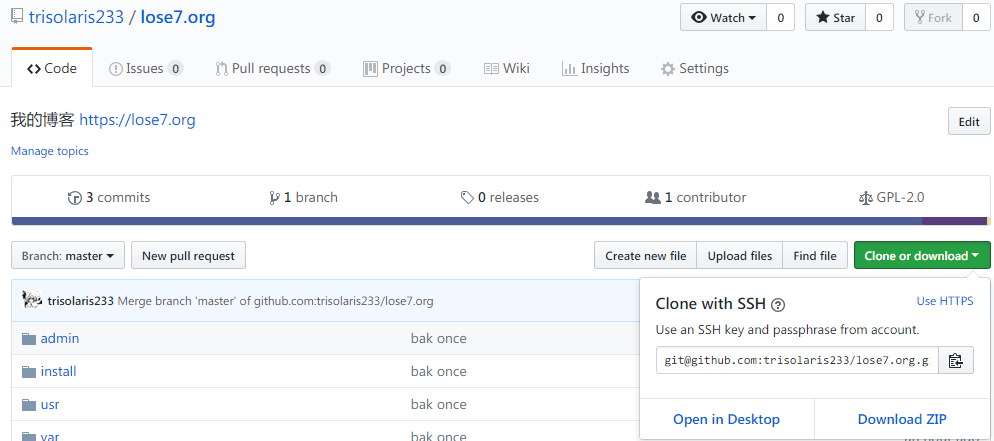 trisolaris233 / lose7.org
Watch 0 Star 0 Fork 0
Code Issues 0 Pull requests 0 Projects 0 Wiki Insights Settings
我的博客 https://lose7.org
Edit
Manage topics
3 commits 1 branch 0 releases 1 contributor GPL-2.0
Branch: master New pull request Create new file Upload files Find file Clone or download
trisolaris233 Merge branch 'master' of github.com:trisolaris233/lose7.org
Clone with SSH ? Use HTTPS
Use an SSH key and passphrase from account.
git@github.com:trisolaris233/lose7.org.g
Open in Desktop Download ZIP
admin bak once
install bak once
usr bak once
var bak once